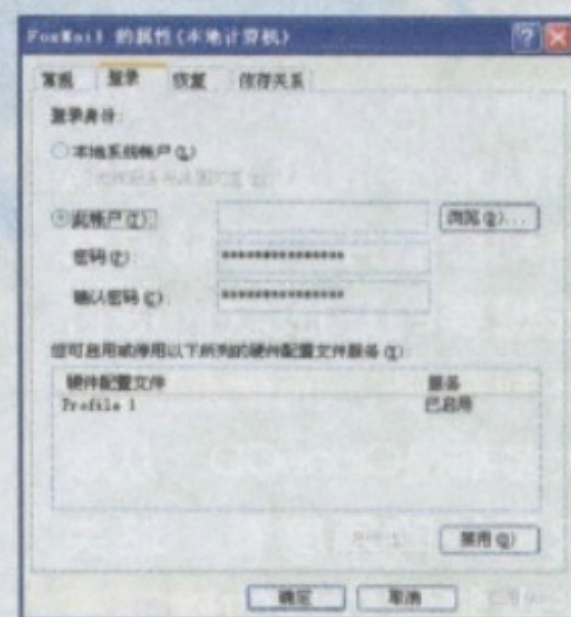 FoxMail 的属性(本地计算机)
常规 登录 恢复 依存关系
登录身份:
本地系统帐户(L)
此帐户(T): 浏览(B)...
密码(P): ***************
确认密码(C): ***************
您可启用或停用以下所列的硬件配置文件服务(Y):
硬件配置文件 服务
Profile 1 已启用
禁用(D)
确定 取消